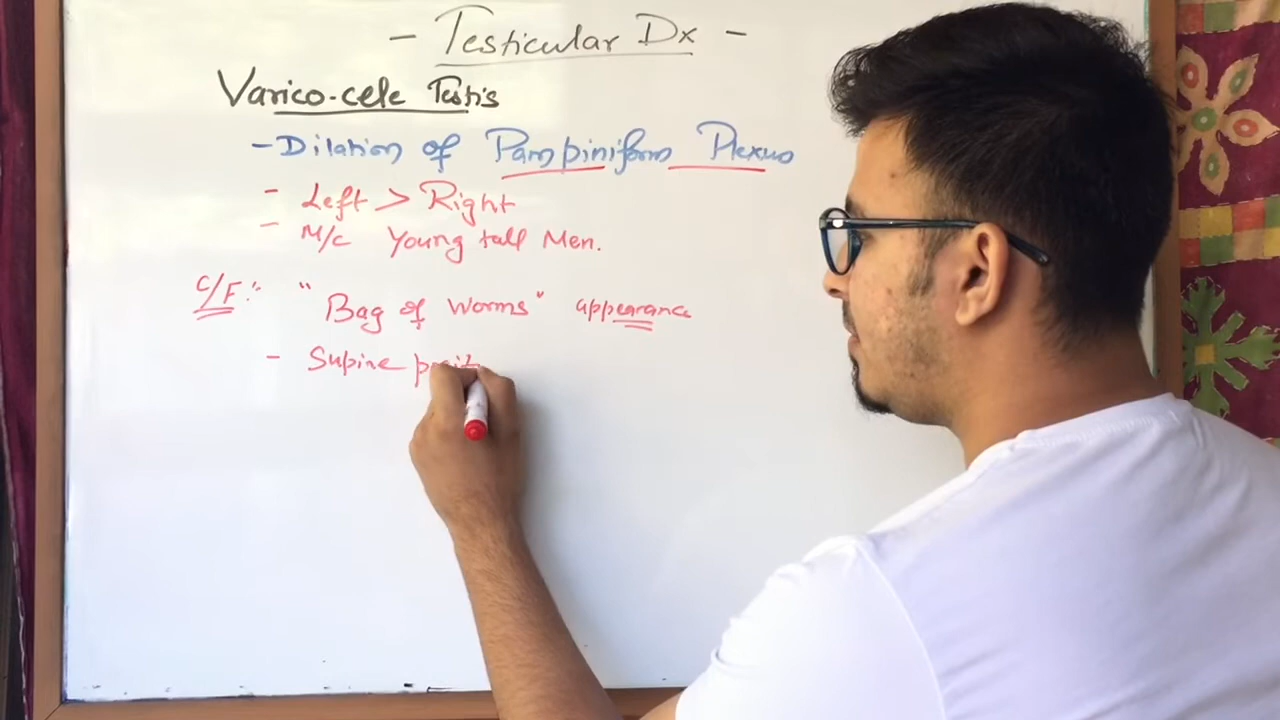 - Testicular Dx -
Varico-cele Testis
- Dilation of Pampiniform Plexus
- Left > Right
- M/c Young tall Men.
C/F:- "Bag of Worms" appearance
- Supine posit